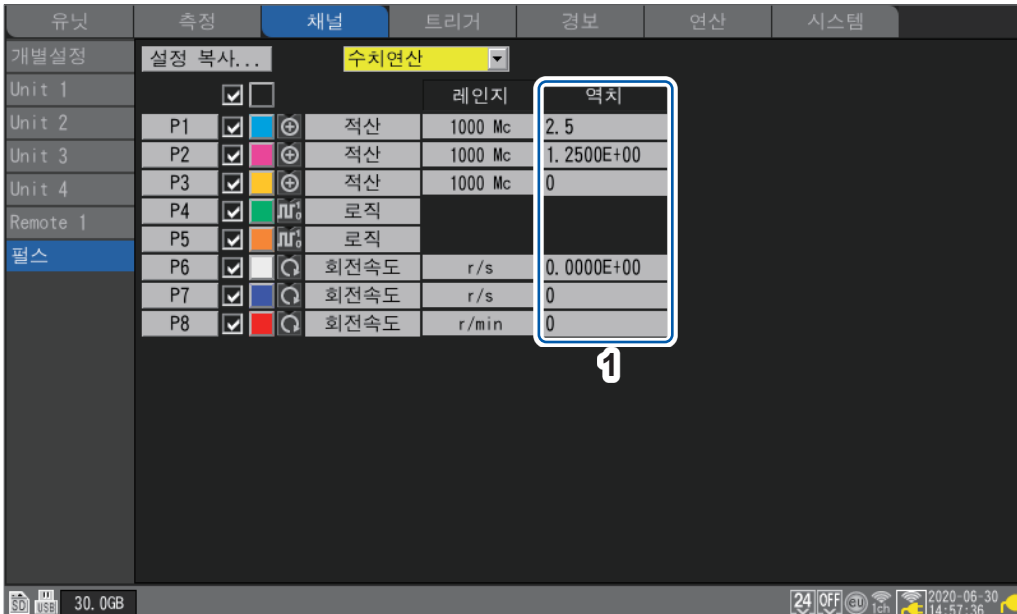 유닛 측정 채널 트리거 경보 연산 시스템
개별설정 설정 복사... 수치연산
Unit 1 레인지 역치
Unit 2 P1 적산 1000 Mc 2.5
Unit 3 P2 적산 1000 Mc 1.2500E+00
Unit 4 P3 적산 1000 Mc 0
Remote 1 P4 로직
펄스 P5 로직
P6 회전속도 r/s 0.0000E+00
P7 회전속도 r/s 0
P8 회전속도 r/min 0
1
SD USB 30.0GB 24 OFF eu 1ch 2020-06-30
14:57:36